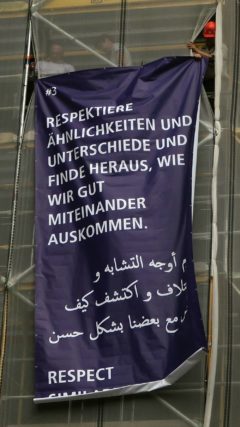 #3
RESPEKTIERE
ÄHNLICHKEITEN UND
UNTERSCHIEDE UND
FINDE HERAUS, WIE
WIR GUT
MITEINANDER
AUSKOMMEN.
أوجه التشابه و
و اكتشف كيف
مع بعضنا بشكل حسن
RESPECT